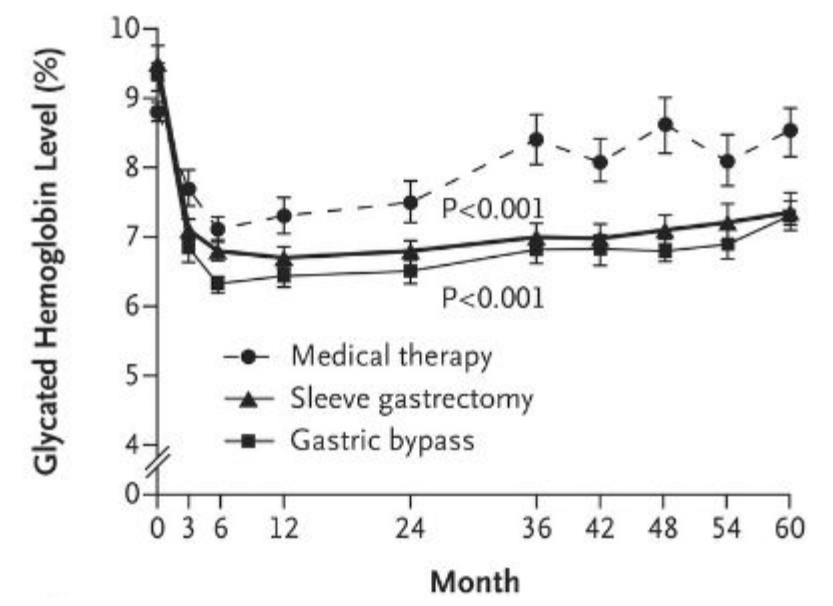 Glycated Hemoglobin Level (%)
10
9
8
7
6
5
4
0
P<0.001
P<0.001
Medical therapy
Sleeve gastrectomy
Gastric bypass
0 3 6 12 24 36 42 48 54 60
Month